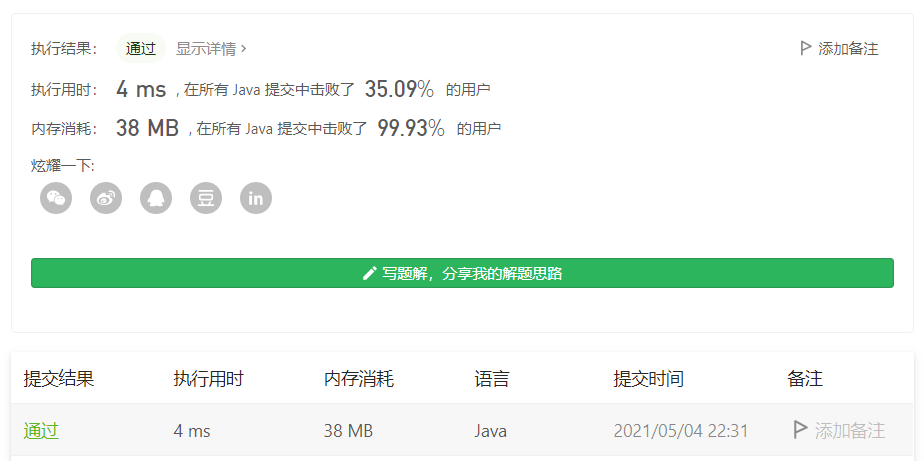 执行结果： 通过 显示详情 › 添加备注
执行用时： 4 ms , 在所有 Java 提交中击败了 35.09% 的用户
内存消耗： 38 MB , 在所有 Java 提交中击败了 99.93% 的用户
炫耀一下:
豆 in
写题解，分享我的解题思路
提交结果 执行用时 内存消耗 语言 提交时间 备注
通过 4 ms 38 MB Java 2021/05/04 22:31 添加备注